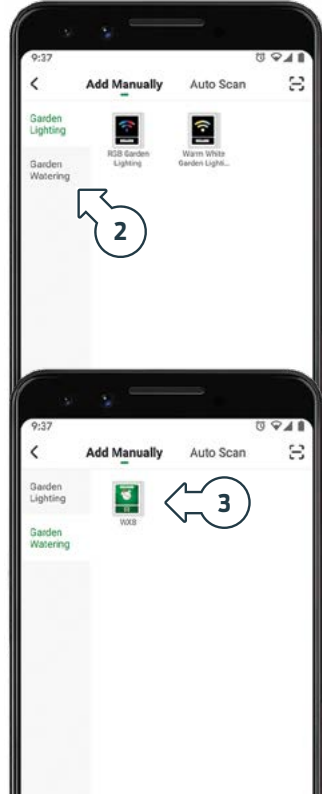 9:37
Add Manually Auto Scan
Garden
Lighting
RGB Garden
Lighting
Warm White
Garden Lighti...
Garden
Watering
2
9:37
Add Manually Auto Scan
Garden
Lighting
WX8
3
Garden
Watering